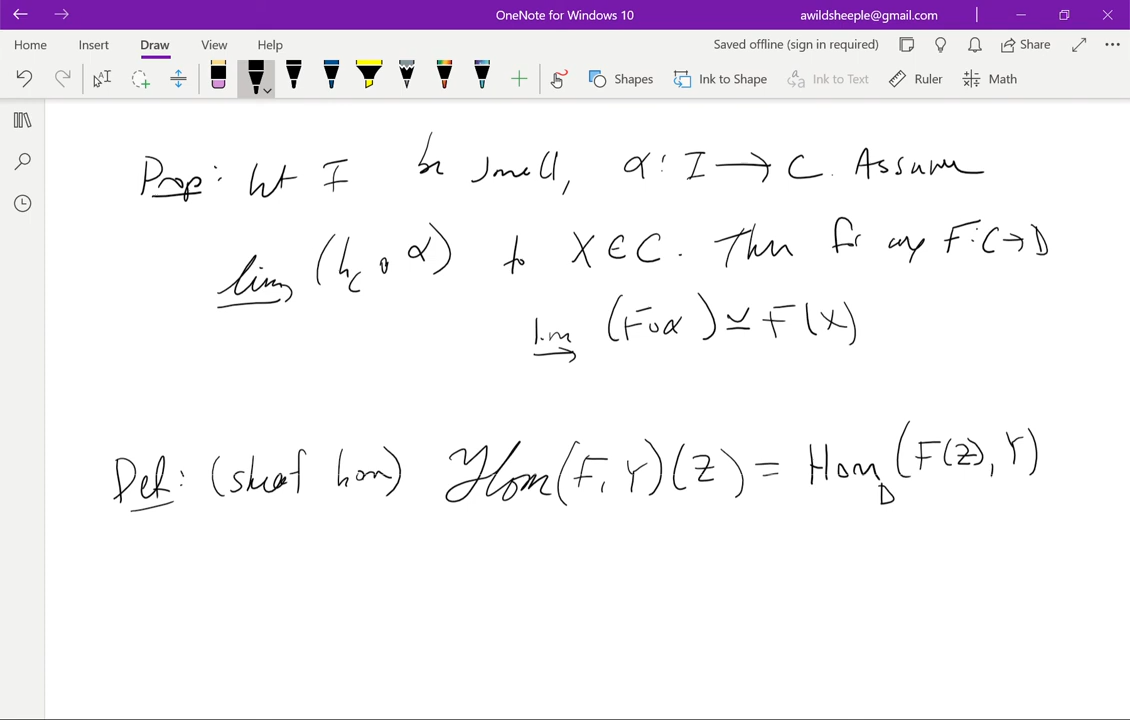 OneNote for Windows 10
awildsheeple@gmail.com
Home Insert Draw View Help
Saved offline (sign in required)
Share
Shapes Ink to Shape Ink to Text Ruler Math
Prop: let I be small, α: I → C. Assume
lim (h_C ∘ α) to X ∈ C. Then for any F: C → D
lim→ (F∘α) ≃ F(X)
Def: (sheaf hom) Hom(F, Y)(Z) = Hom_D(F(Z), Y)